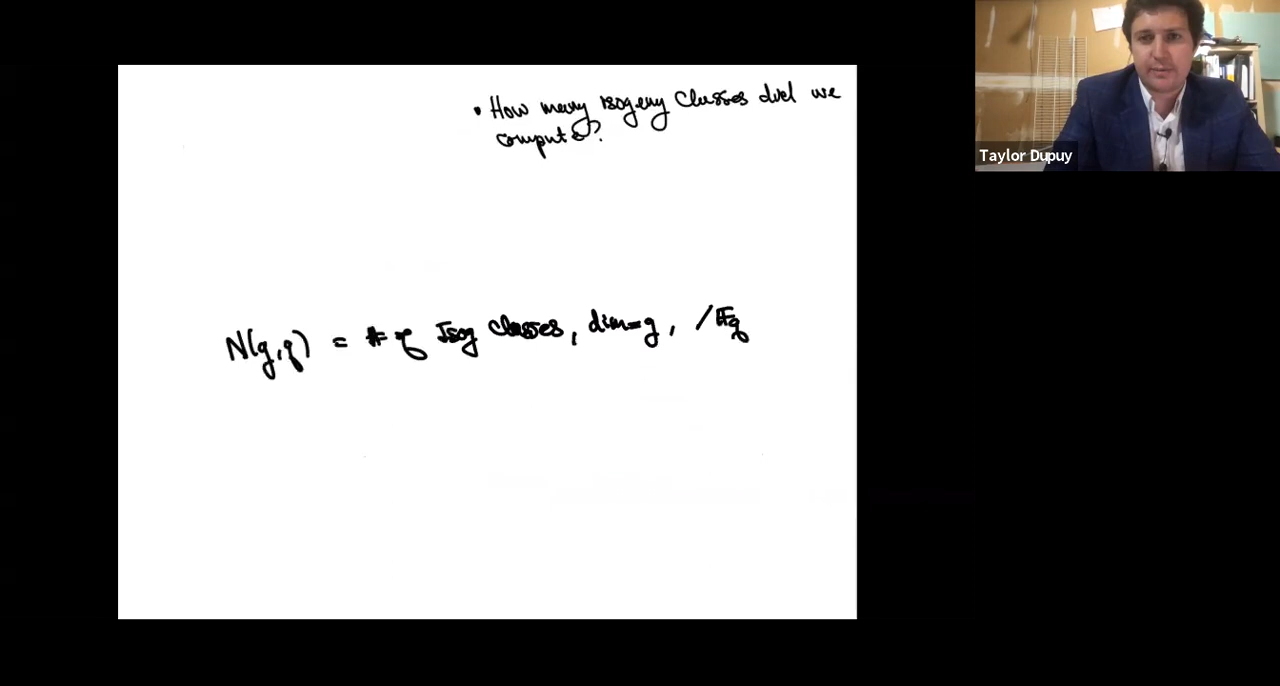 • How many isogeny classes did we
compute?
N(g,q) = # of Isog classes, dim=g, /𝔽q
Taylor Dupuy